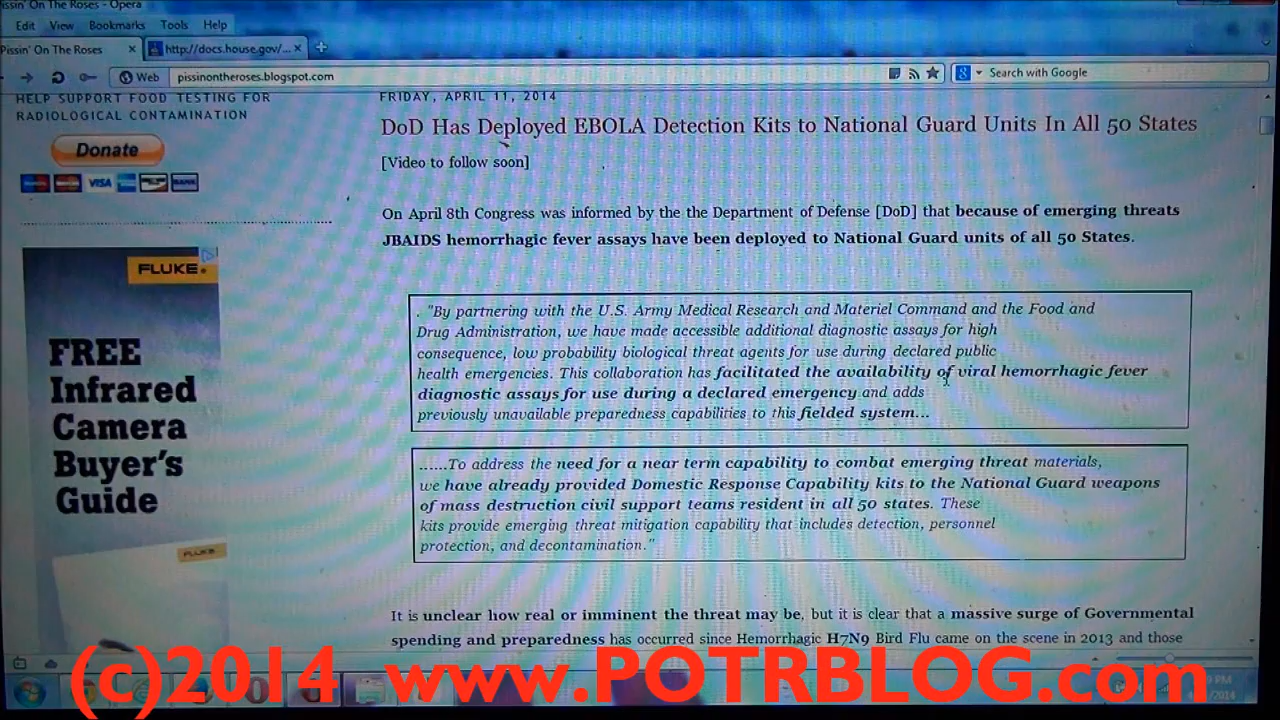 Pissin' On The Roses - Opera
Edit View Bookmarks Tools Help
Pissin' On The Roses × http://docs.house.gov/... ×
Web pissinontheroses.blogspot.com Search with Google
HELP SUPPORT FOOD TESTING FOR
RADIOLOGICAL CONTAMINATION
Donate
VISA
FLUKE®
FREE
Infrared
Camera
Buyer's
Guide
FLUKE
FRIDAY, APRIL 11, 2014
DoD Has Deployed EBOLA Detection Kits to National Guard Units In All 50 States
[Video to follow soon]
On April 8th Congress was informed by the the Department of Defense [DoD] that because of emerging threats
JBAIDS hemorrhagic fever assays have been deployed to National Guard units of all 50 States.
. "By partnering with the U.S. Army Medical Research and Materiel Command and the Food and
Drug Administration, we have made accessible additional diagnostic assays for high
consequence, low probability biological threat agents for use during declared public
health emergencies. This collaboration has facilitated the availability of viral hemorrhagic fever
diagnostic assays for use during a declared emergency and adds
previously unavailable preparedness capabilities to this fielded system...
......To address the need for a near term capability to combat emerging threat materials,
we have already provided Domestic Response Capability kits to the National Guard weapons
of mass destruction civil support teams resident in all 50 states. These
kits provide emerging threat mitigation capability that includes detection, personnel
protection, and decontamination."
It is unclear how real or imminent the threat may be, but it is clear that a massive surge of Governmental
spending and preparedness has occurred since Hemorrhagic H7N9 Bird Flu came on the scene in 2013 and those
(c)2014 www.POTRBLOG.com